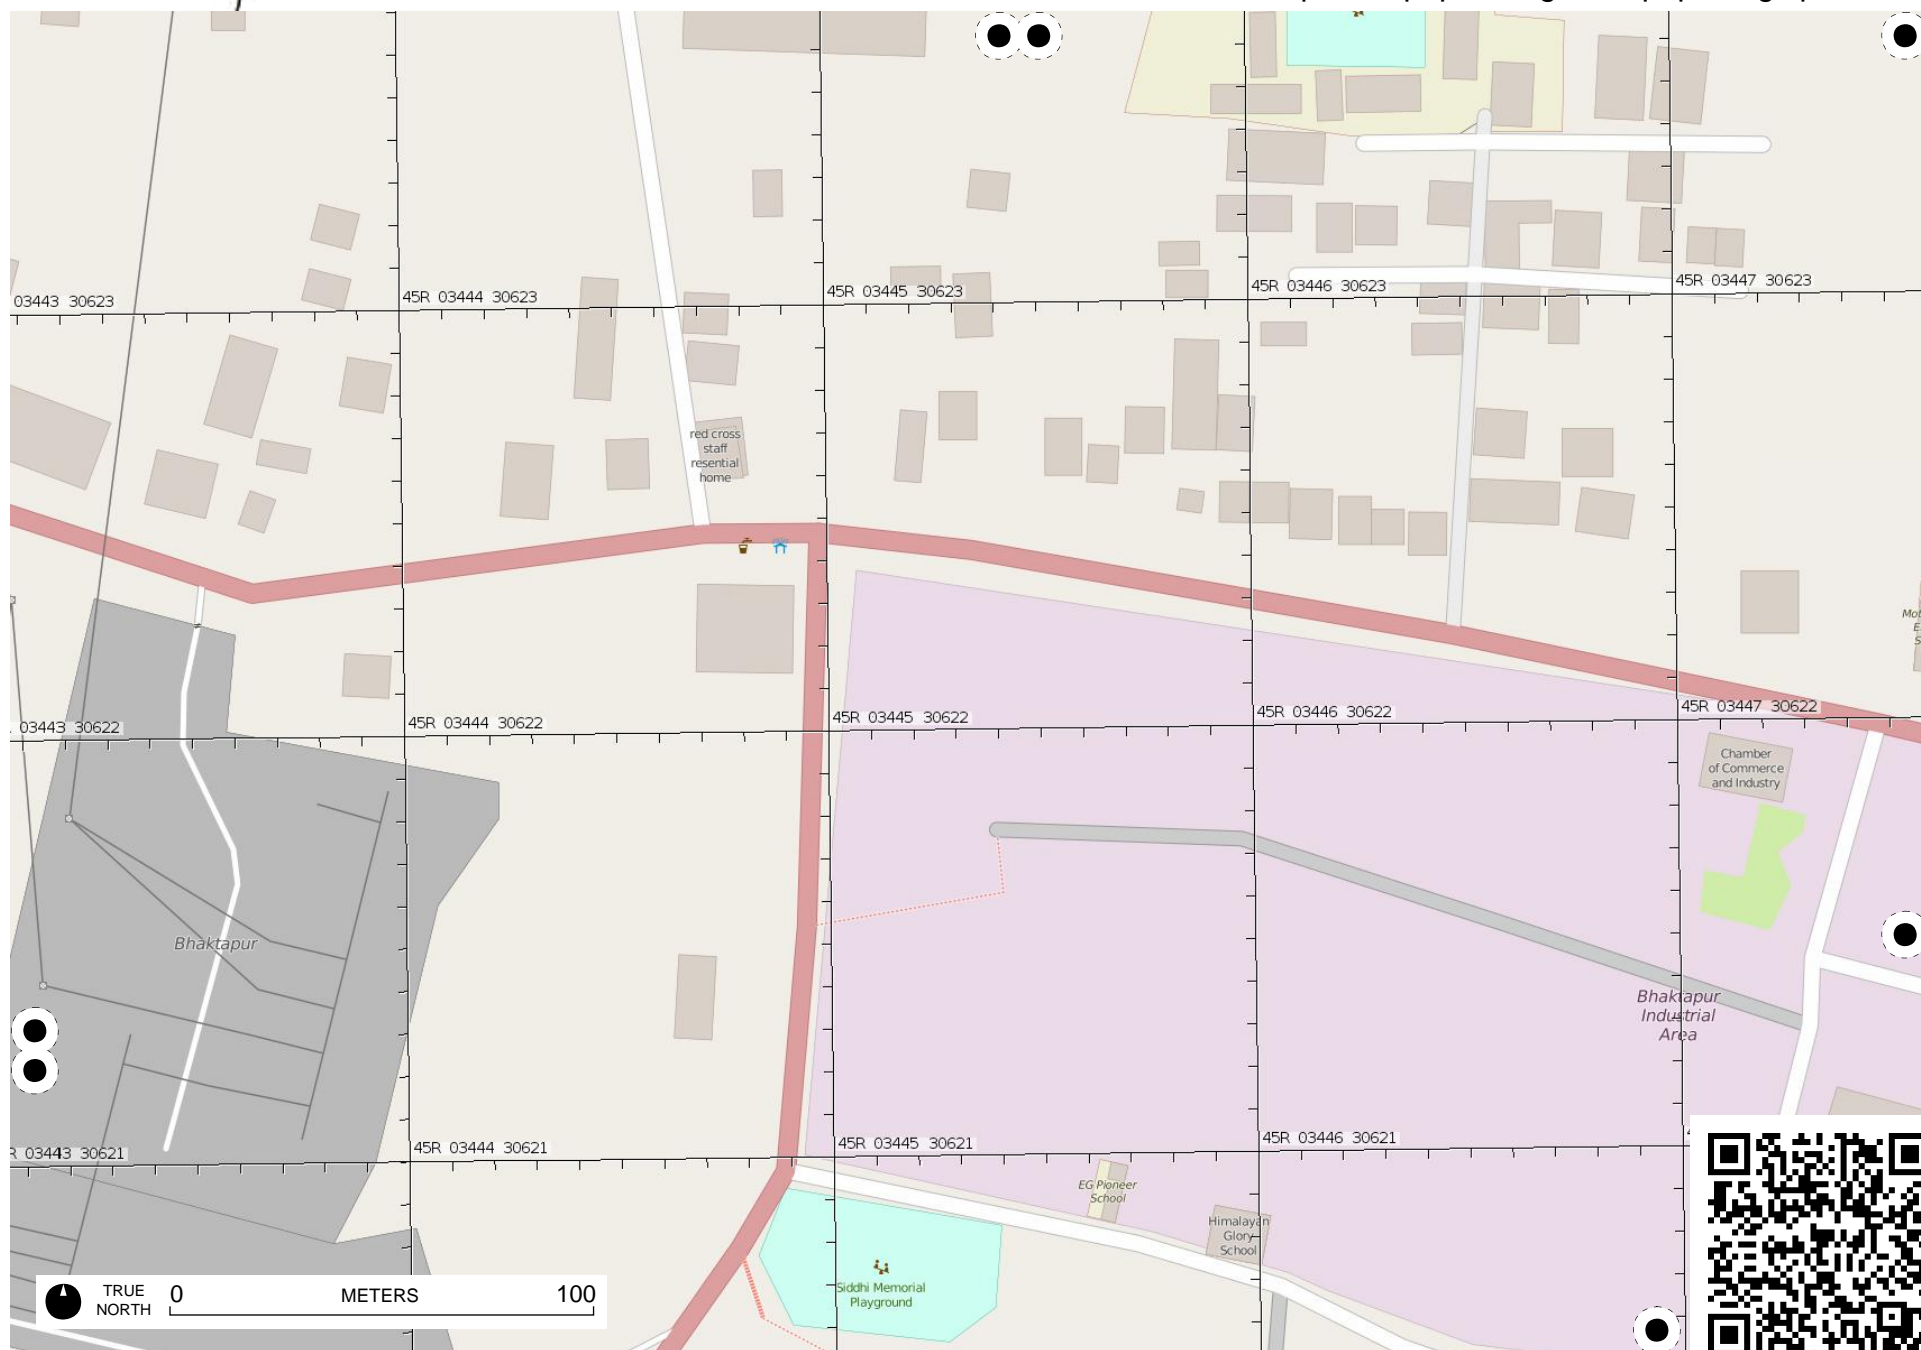 03443 30623
45R 03444 30623
45R 03445 30623
45R 03446 30623
45R 03447 30623
red cross
staff
resential
home
03443 30622
45R 03444 30622
45R 03445 30622
45R 03446 30622
45R 03447 30622
Chamber
of Commerce
and Industry
Bhaktapur
Bhaktapur
Industrial
Area
R 03443 30621
45R 03444 30621
45R 03445 30621
45R 03446 30621
EG Pioneer
School
Himalayan
Glory
School
Siddhi Memorial
Playground
TRUE
NORTH
0 METERS 100